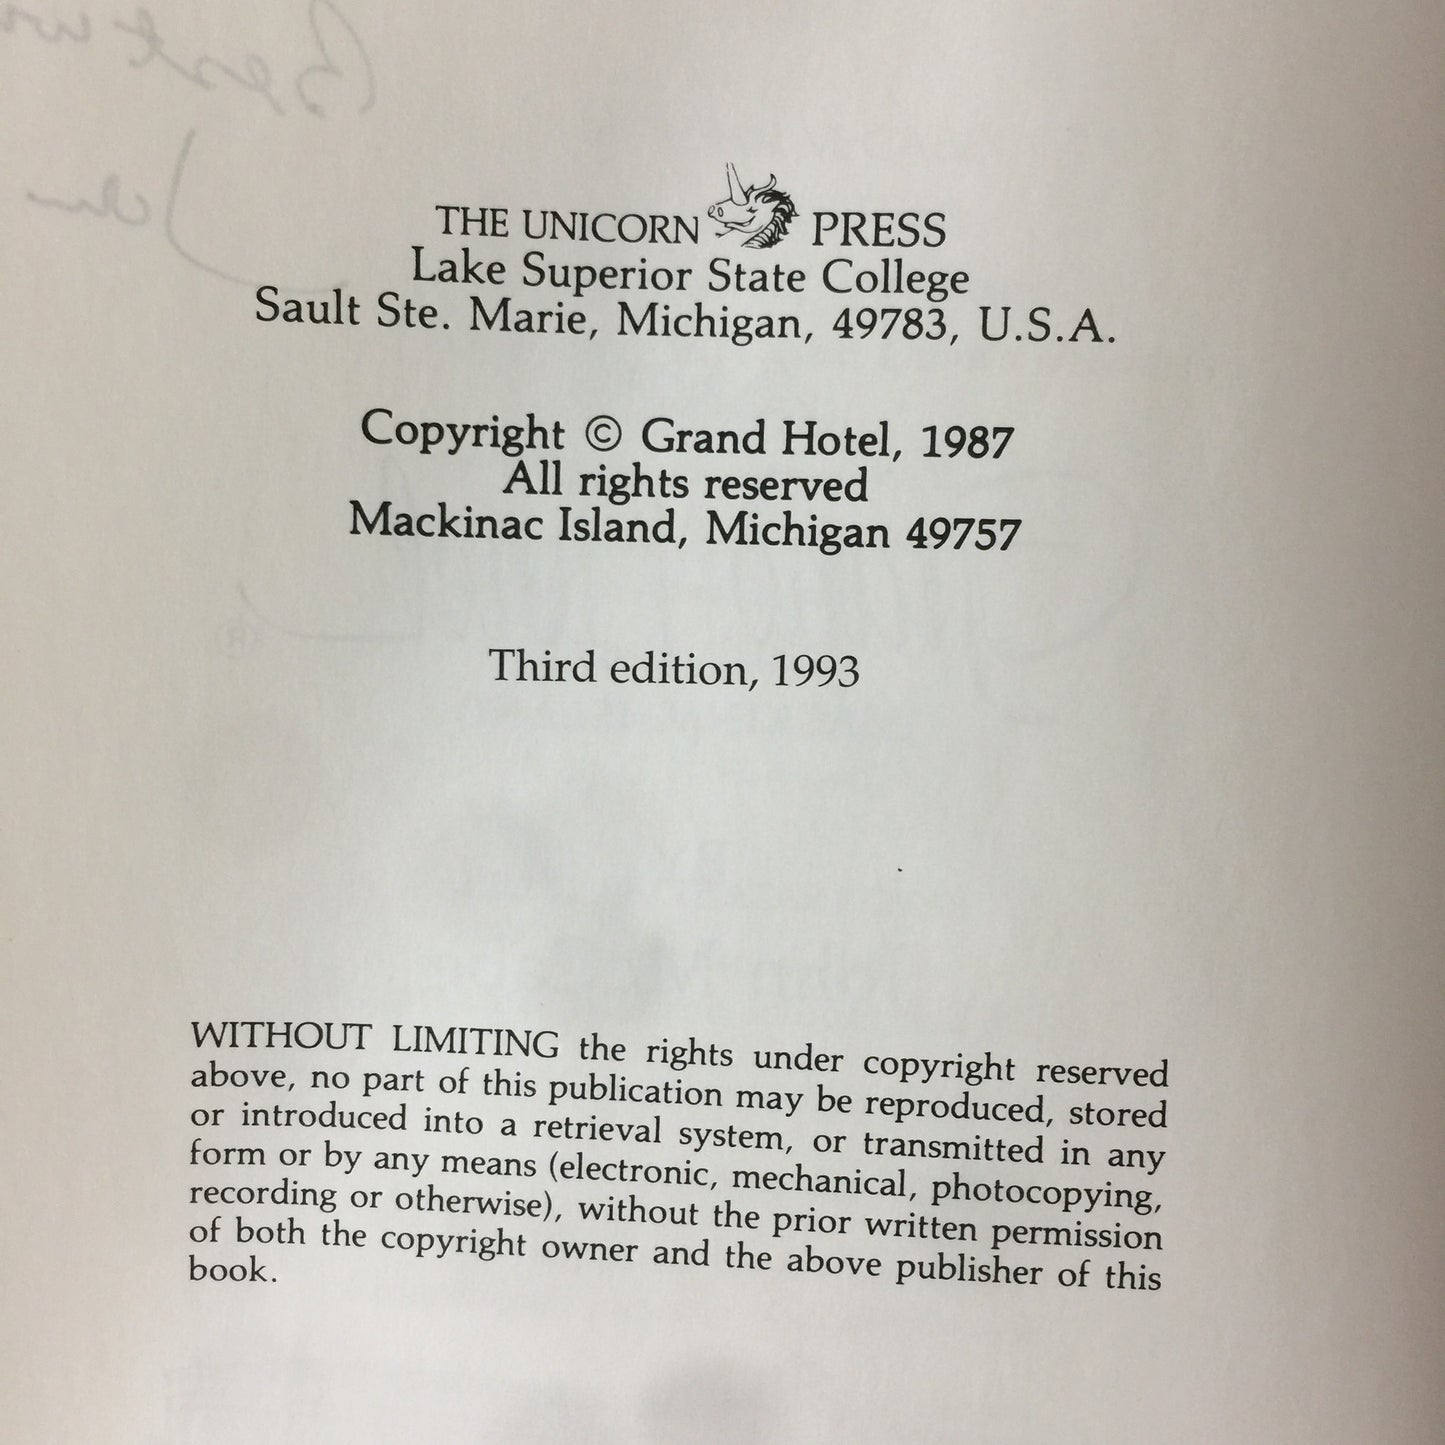 Best
John
THE UNICORN PRESS
Lake Superior State College
Sault Ste. Marie, Michigan, 49783, U.S.A.
Copyright © Grand Hotel, 1987
All rights reserved
Mackinac Island, Michigan 49757
Third edition, 1993
WITHOUT LIMITING the rights under copyright reserved
above, no part of this publication may be reproduced, stored
or introduced into a retrieval system, or transmitted in any
form or by any means (electronic, mechanical, photocopying,
recording or otherwise), without the prior written permission
of both the copyright owner and the above publisher of this
book.